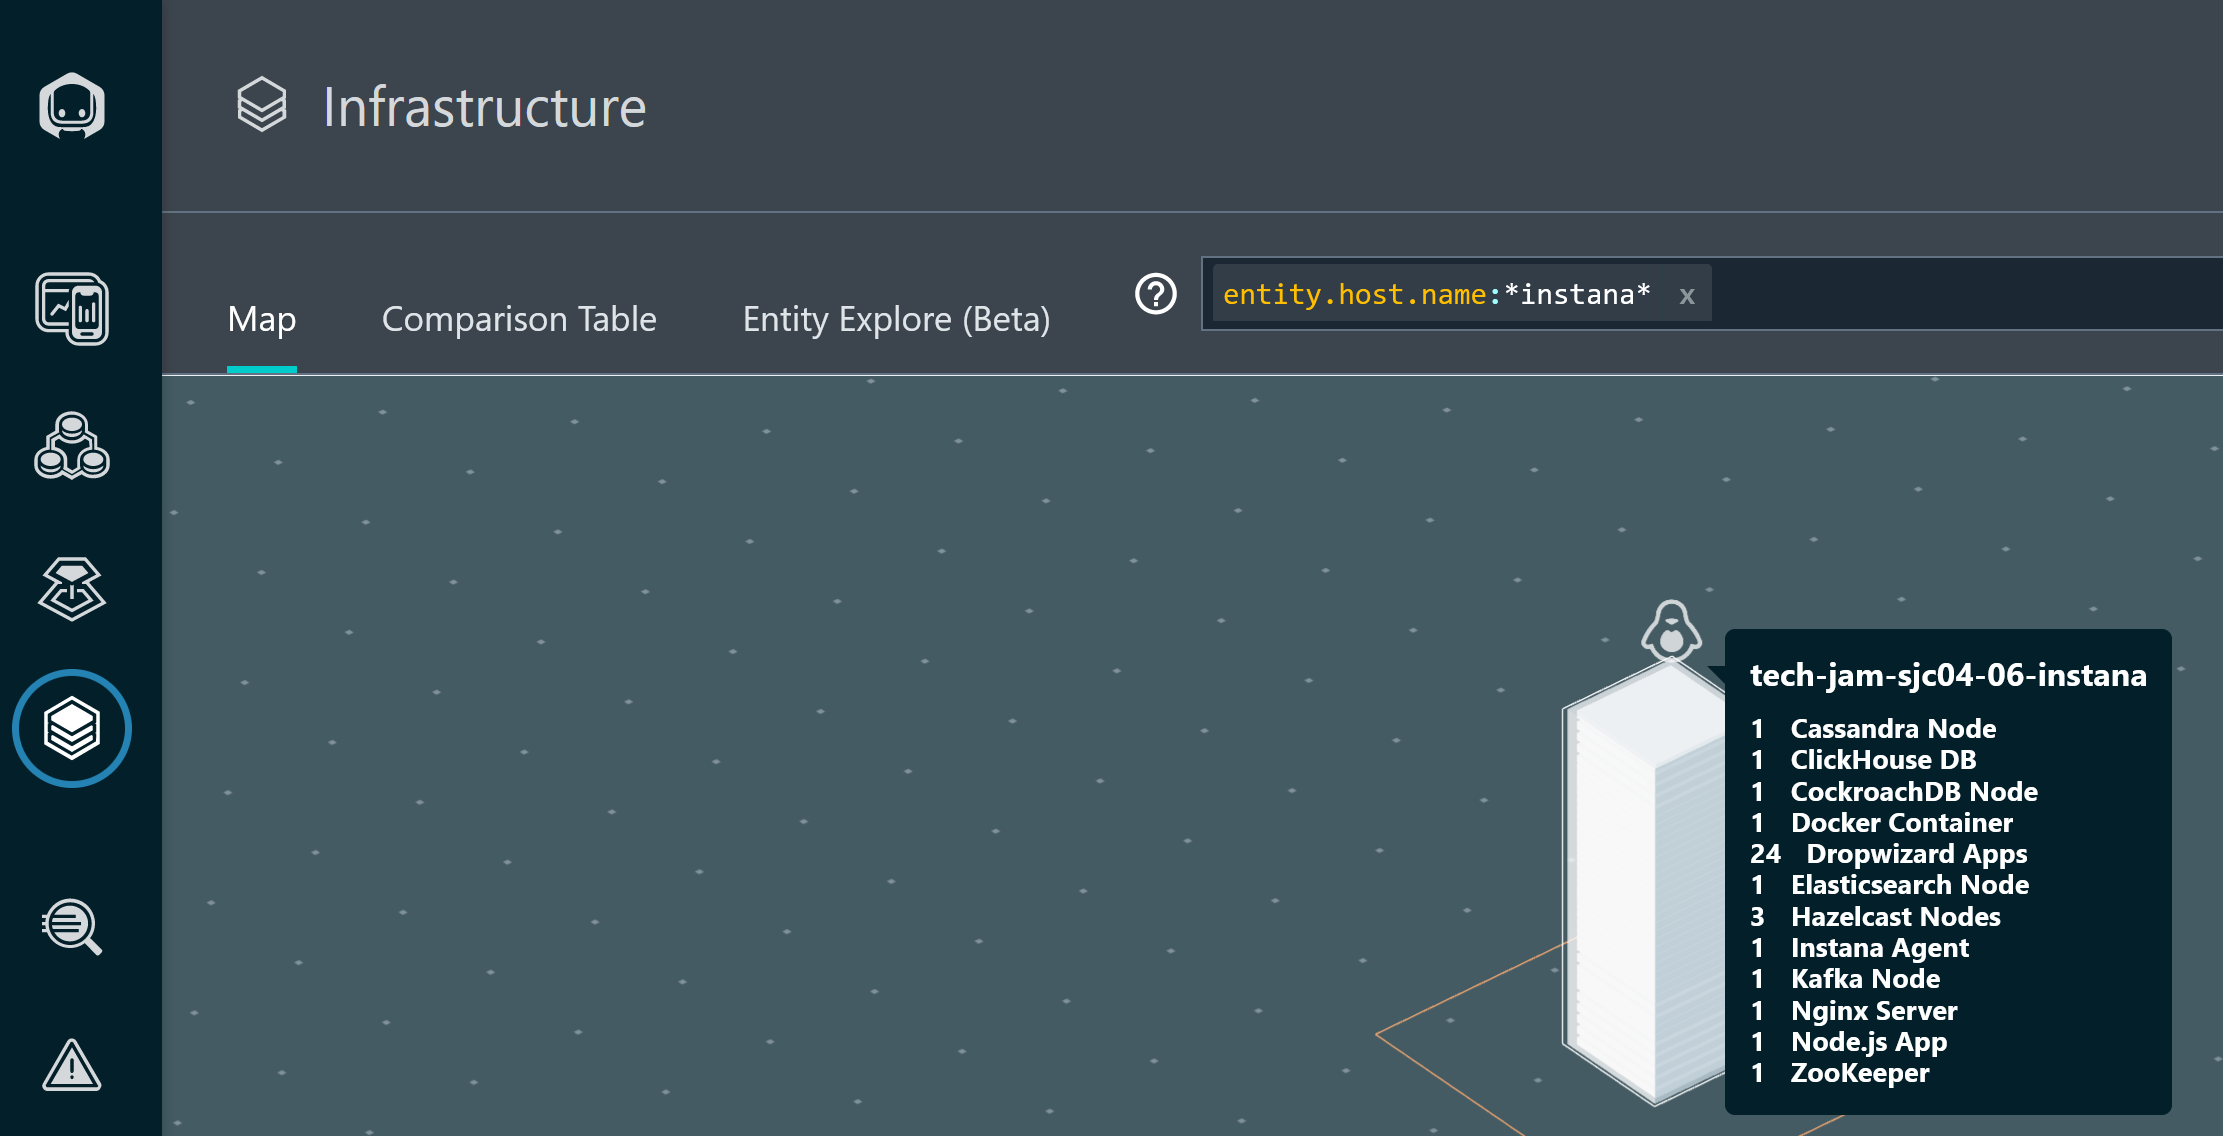 Infrastructure
Map Comparison Table Entity Explore (Beta) ? entity.host.name:*instana* x
tech-jam-sjc04-06-instana
1 Cassandra Node
1 ClickHouse DB
1 CockroachDB Node
1 Docker Container
24 Dropwizard Apps
1 Elasticsearch Node
3 Hazelcast Nodes
1 Instana Agent
1 Kafka Node
1 Nginx Server
1 Node.js App
1 ZooKeeper